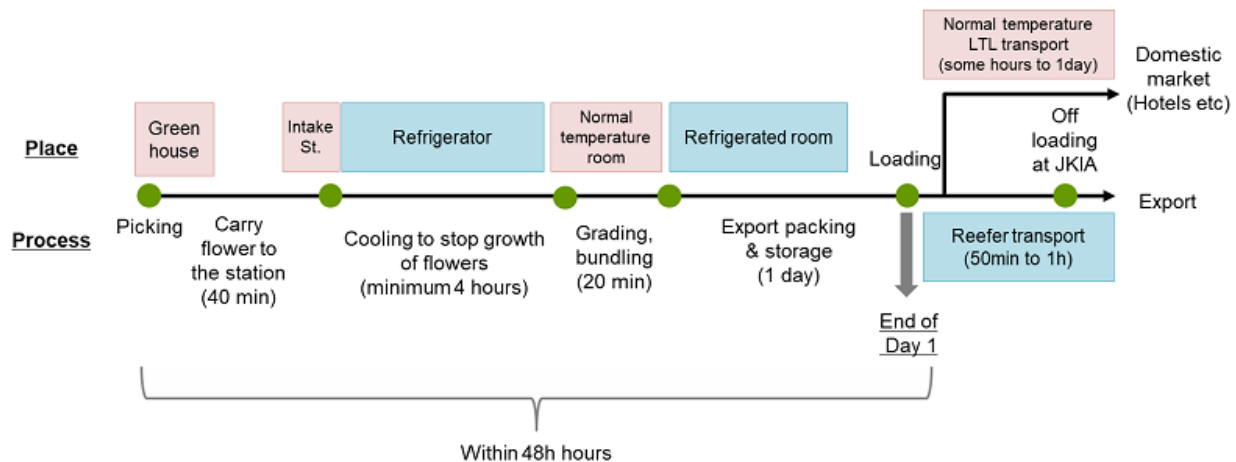 Normal temperature
LTL transport
(some hours to 1day)
Domestic
market
(Hotels etc)
Place
Green
house
Intake
St.
Refrigerator
Normal
temperature
room
Refrigerated room
Loading
Off
loading
at JKIA
Process
Picking
Carry
flower to
the station
(40 min)
Cooling to stop growth
of flowers
(minimum 4 hours)
Grading,
bundling
(20 min)
Export packing
& storage
(1 day)
Export
Reefer transport
(50min to 1h)
End of
Day 1
Within 48h hours